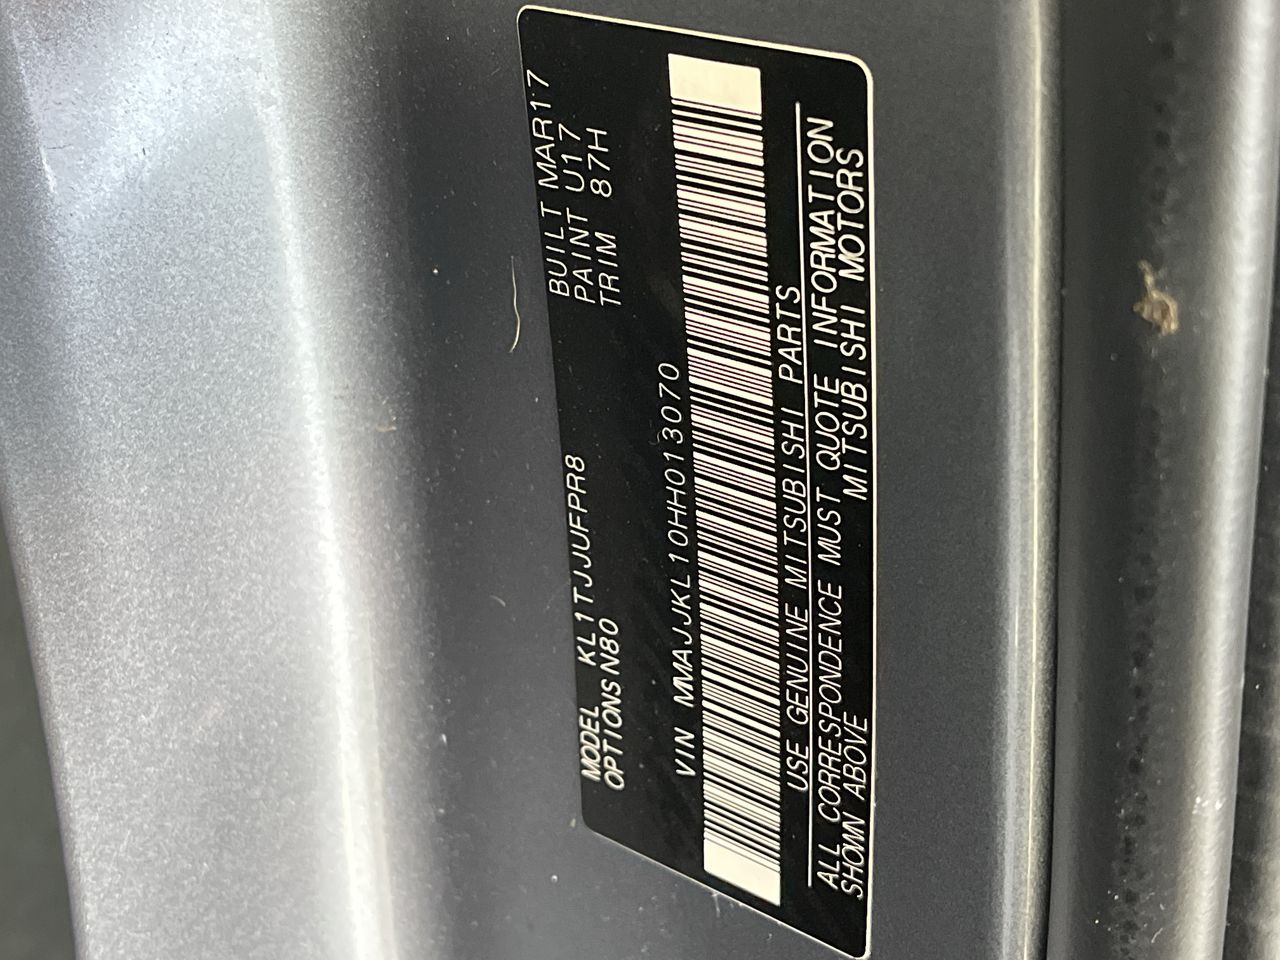 MODEL KL1TJJUFPR8 BUILT MAR17
OPTIONS N80 PAINT U17
TRIM 87H
VIN MMAJJKL10HH013070
USE GENUINE MITSUBISHI PARTS
ALL CORRESPONDENCE MUST QUOTE INFORMATION
SHOWN ABOVE MITSUBISHI MOTORS